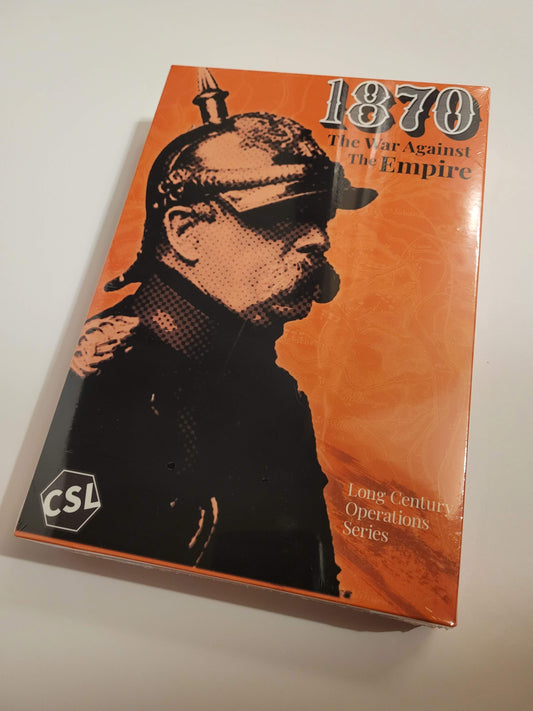 1870
The War Against
The Empire
CSL
Long Century
Operations
Series